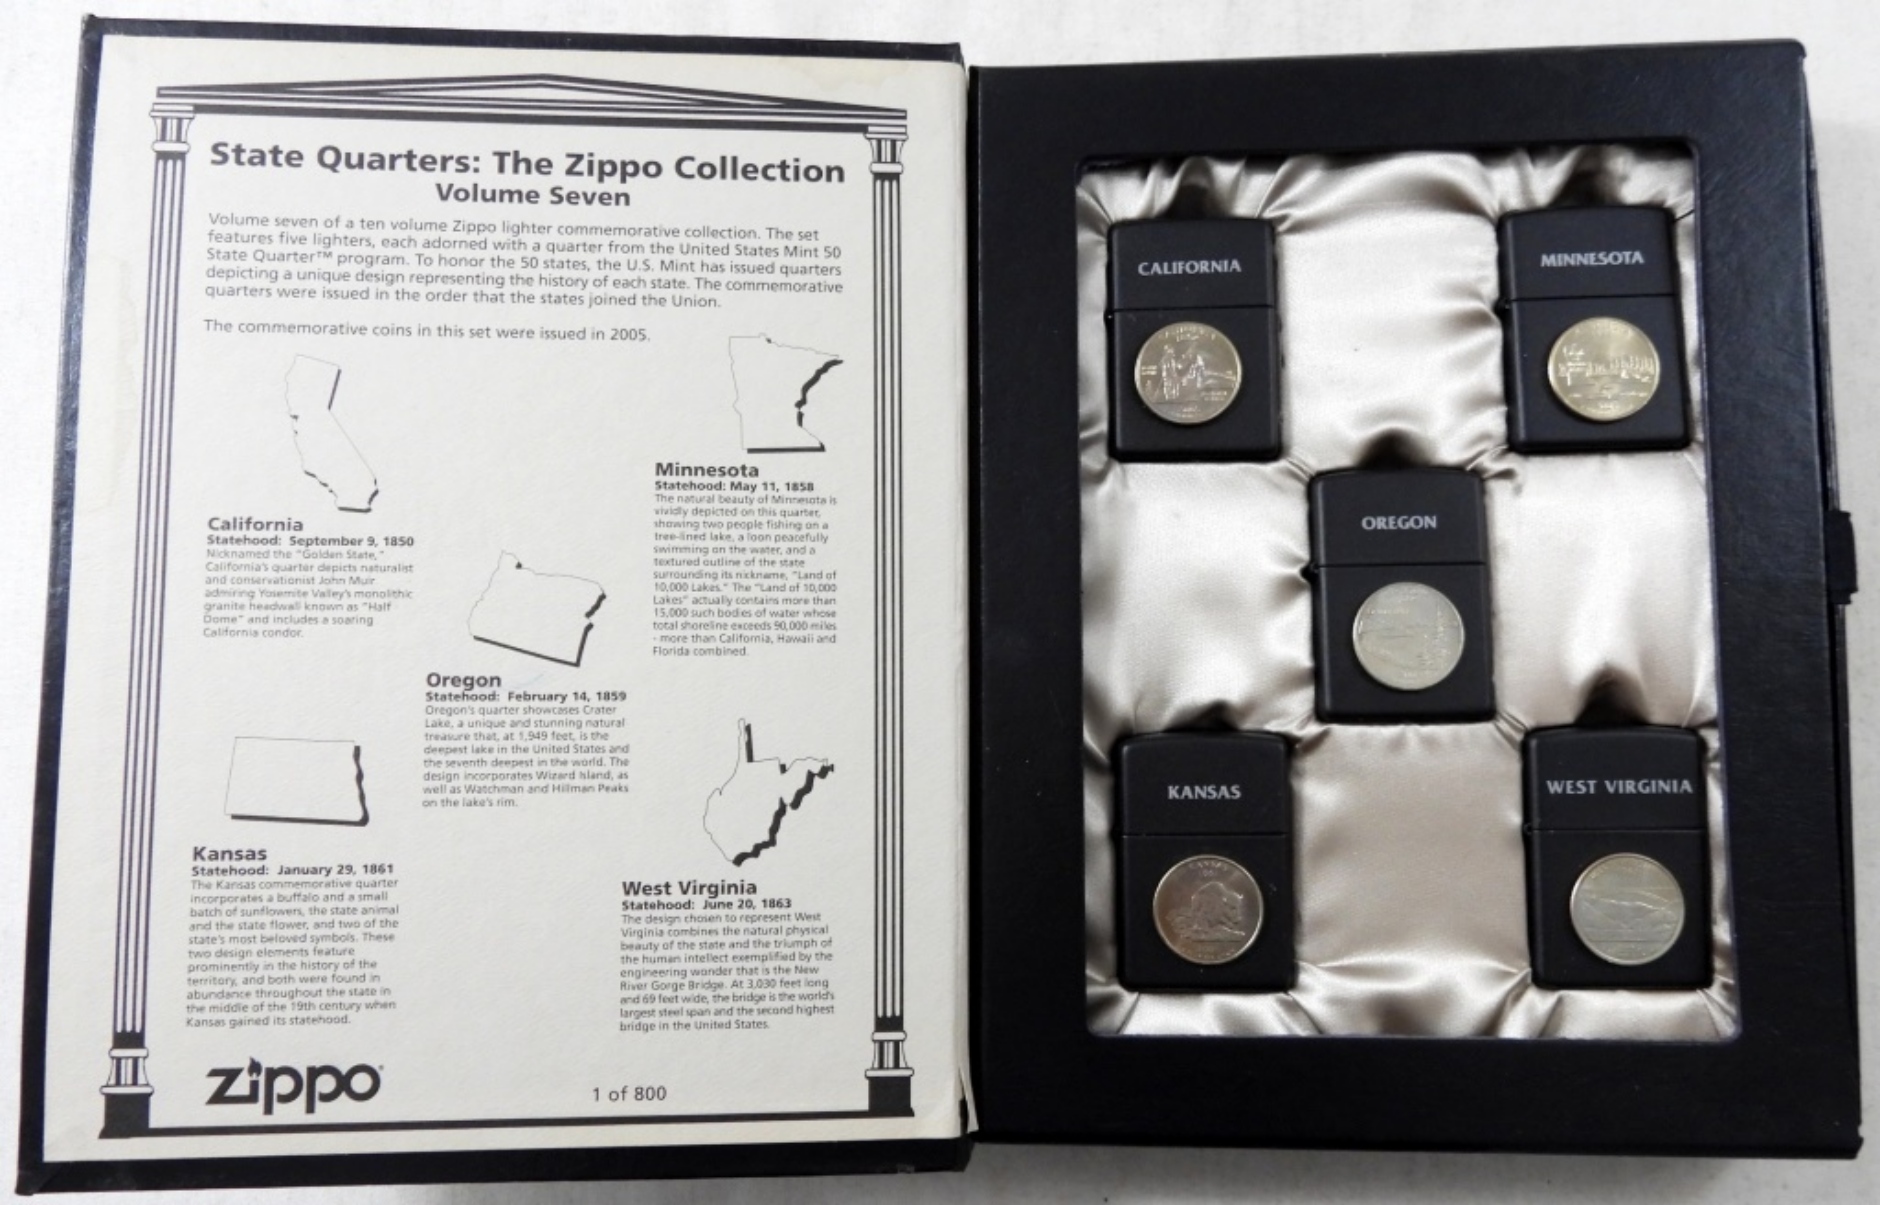 State Quarters: The Zippo Collection
Volume Seven
Volume seven of a ten volume Zippo lighter commemorative collection. The set
features five lighters, each adorned with a quarter from the United States Mint 50
State Quarter™ program. To honor the 50 states, the U.S. Mint has issued quarters
depicting a unique design representing the history of each state. The commemorative
quarters were issued in the order that the states joined the Union.
The commemorative coins in this set were issued in 2005.
California
Statehood: September 9, 1850
Nicknamed the "Golden State,"
California's quarter depicts naturalist
and conservationist John Muir
admiring Yosemite Valley's monolithic
granite headwall known as "Half
Dome" and includes a soaring
California condor.
Minnesota
Statehood: May 11, 1858
The natural beauty of Minnesota is
vividly depicted on this quarter,
showing two people fishing on a
tree-lined lake, a loon peacefully
swimming on the water, and a
textured outline of the state
surrounding its nickname, "Land of
10,000 Lakes." The "Land of 10,000
Lakes" actually contains more than
15,000 such bodies of water whose
total shoreline exceeds 90,000 miles
- more than California, Hawaii and
Florida combined.
Oregon
Statehood: February 14, 1859
Oregon's quarter showcases Crater
Lake, a unique and stunning natural
treasure that, at 1,949 feet, is the
deepest lake in the United States and
the seventh deepest in the world. The
design incorporates Wizard Island, as
well as Watchman and Hillman Peaks
on the lake's rim.
Kansas
Statehood: January 29, 1861
The Kansas commemorative quarter
incorporates a buffalo and a small
batch of sunflowers, the state animal
and the state flower, and two of the
state's most beloved symbols. These
two design elements feature
prominently in the history of the
territory, and both were found in
abundance throughout the state in
the middle of the 19th century when
Kansas gained its statehood.
West Virginia
Statehood: June 20, 1863
The design chosen to represent West
Virginia combines the natural physical
beauty of the state and the triumph of
the human intellect exemplified by the
engineering wonder that is the New
River Gorge Bridge. At 3,030 feet long
and 69 feet wide, the bridge is the world's
largest steel span and the second highest
bridge in the United States.
zippo
1 of 800
CALIFORNIA
MINNESOTA
OREGON
KANSAS
WEST VIRGINIA